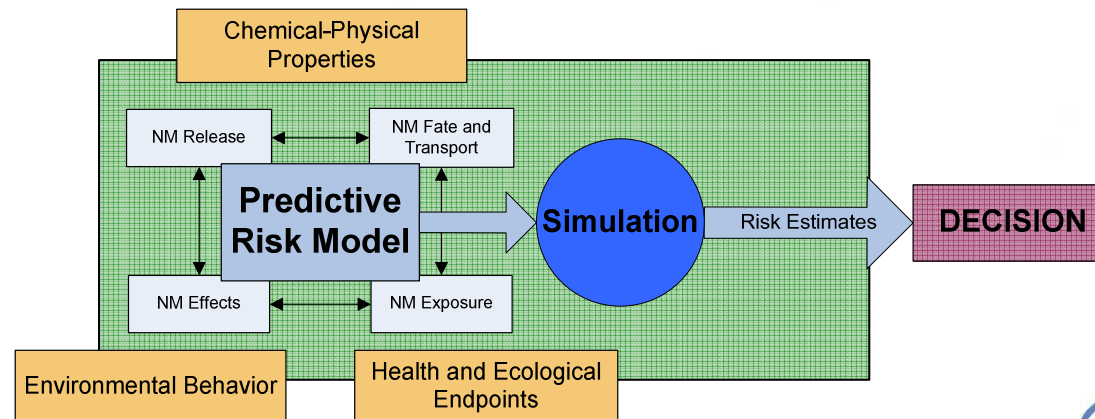 Chemical-Physical
Properties
NM Release
NM Fate and
Transport
Predictive
Risk Model
Simulation
Risk Estimates
DECISION
NM Effects
NM Exposure
Environmental Behavior
Health and Ecological
Endpoints